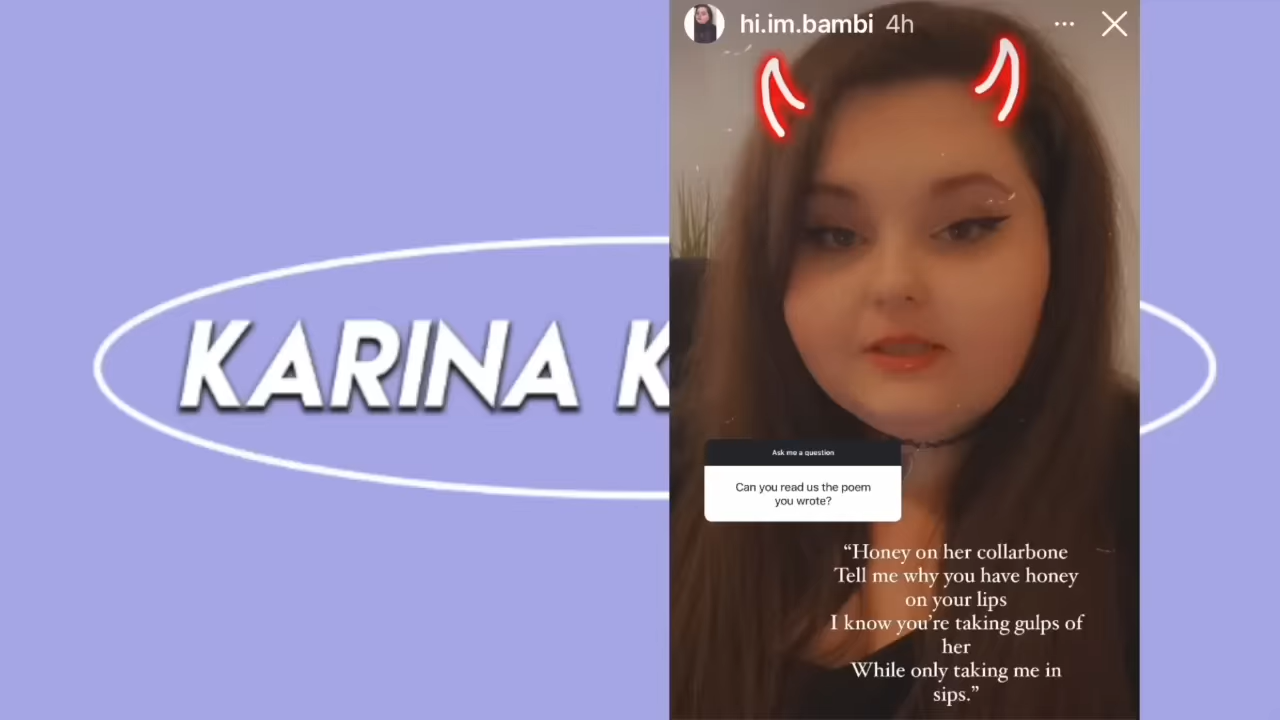 hi.im.bambi 4h
KARINA K
Ask me a question
Can you read us the poem
you wrote?
“Honey on her collarbone
Tell me why you have honey
on your lips
I know you’re taking gulps of
her
While only taking me in
sips.”